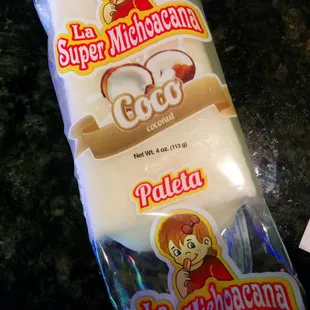 La
Super Michoacana
Coco
coconut
Net Wt. 4 oz. (113 g)
Paleta
La Michoacana